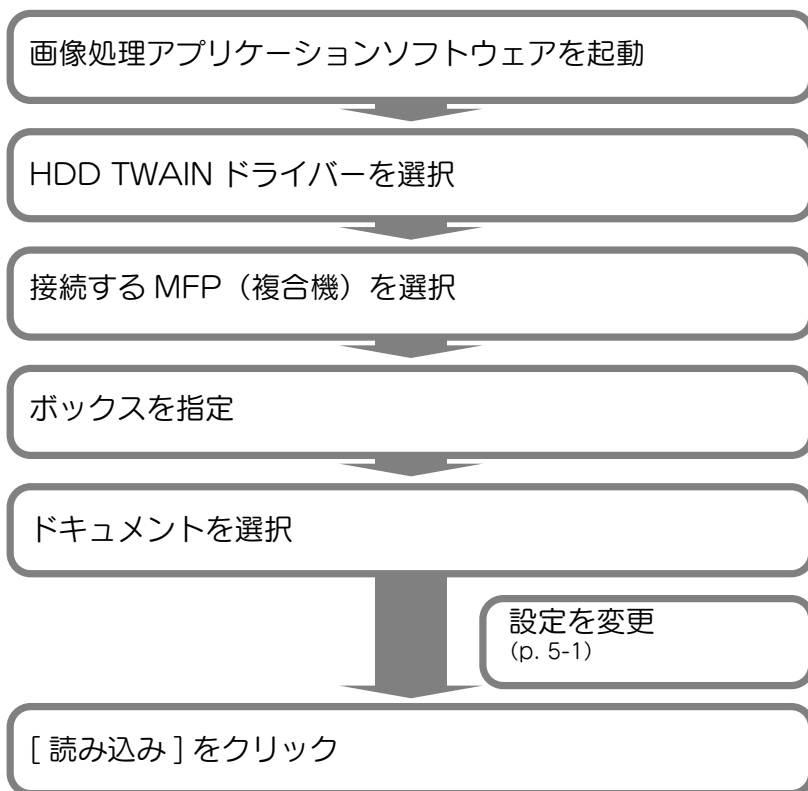 画像処理アプリケーションソフトウェアを起動
HDD TWAIN ドライバーを選択
接続する MFP（複合機）を選択
ボックスを指定
ドキュメントを選択
設定を変更
(p. 5-1)
[ 読み込み ] をクリック